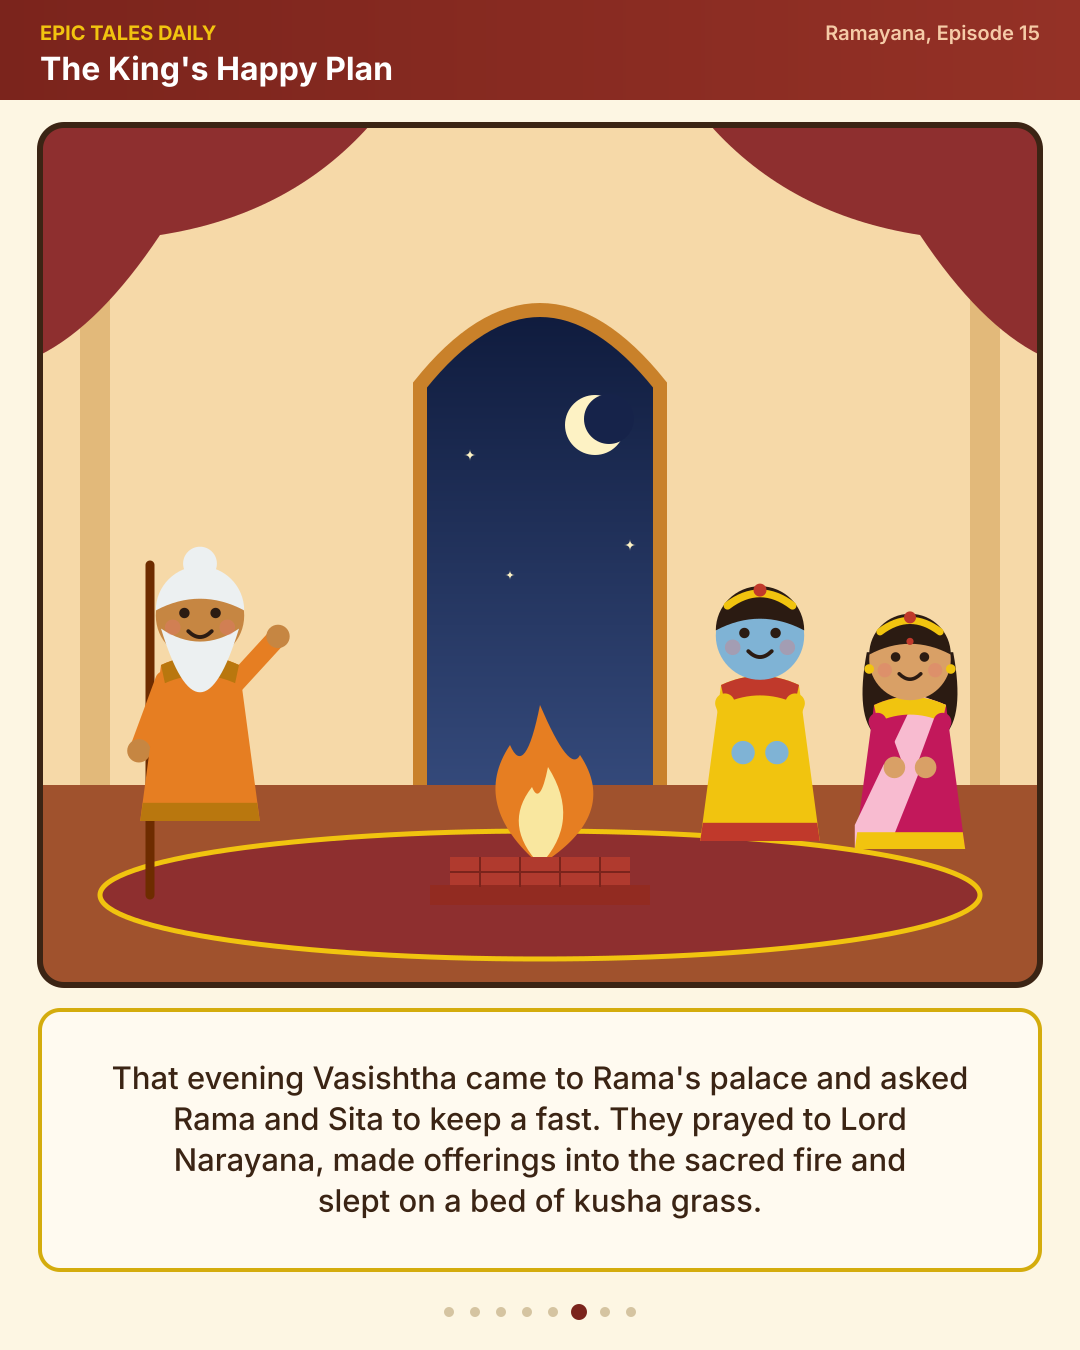 EPIC TALES DAILY
Ramayana, Episode 15
The King's Happy Plan
That evening Vasishtha came to Rama's palace and asked
Rama and Sita to keep a fast. They prayed to Lord
Narayana, made offerings into the sacred fire and
slept on a bed of kusha grass.